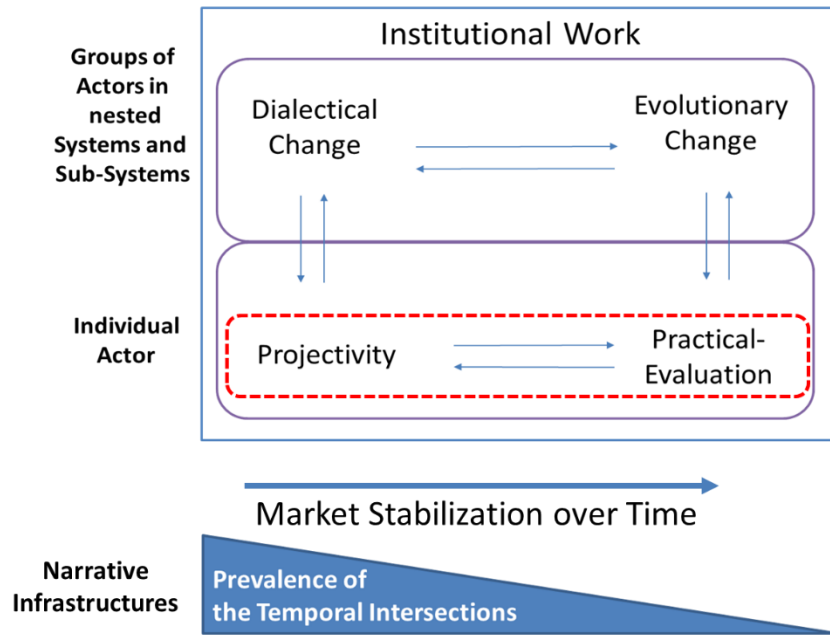 Institutional Work
Groups of
Actors in
nested
Systems and
Sub-Systems
Dialectical
Change
Evolutionary
Change
Individual
Actor
Projectivity
Practical-
Evaluation
Market Stabilization over Time
Narrative
Infrastructures
Prevalence of
the Temporal Intersections